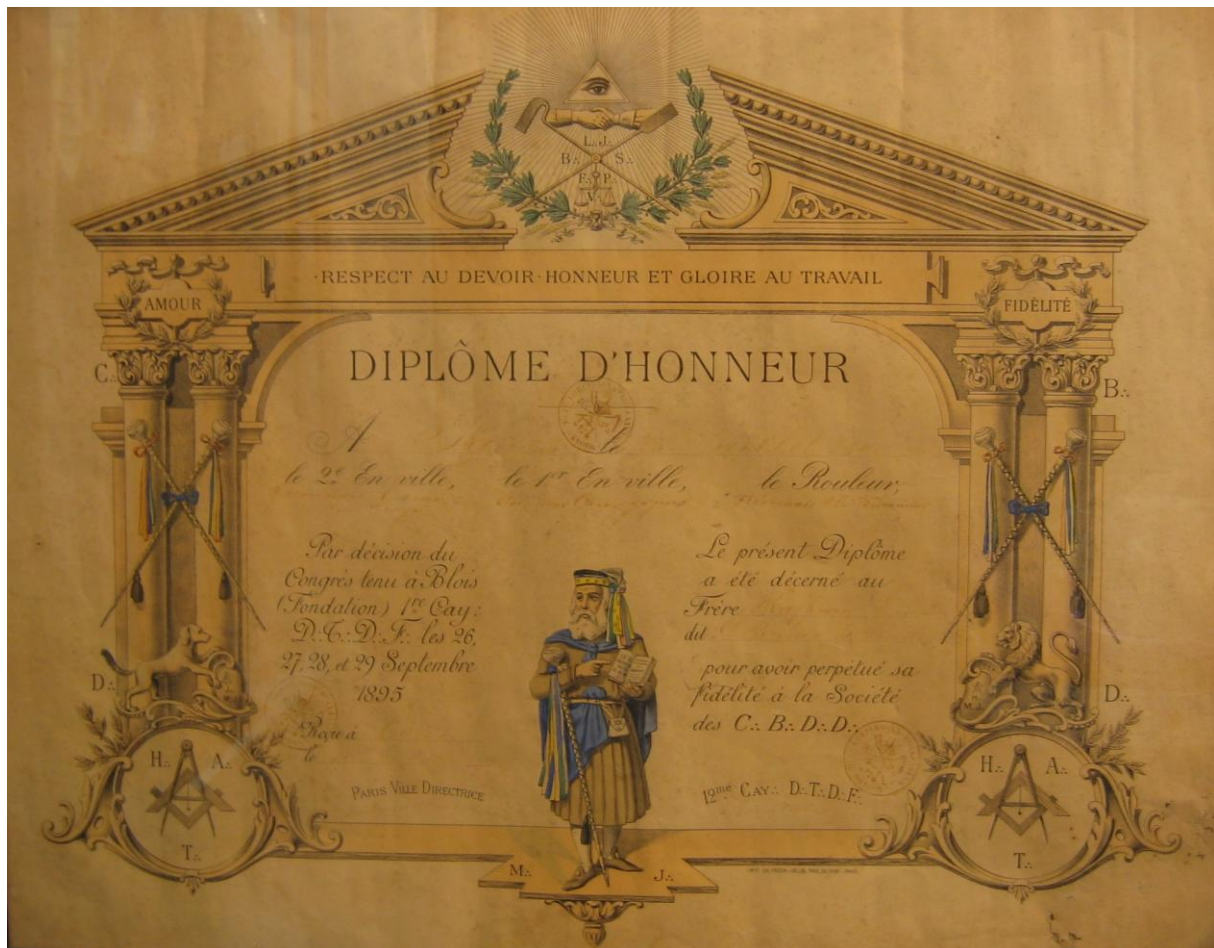 L∴ J∴
B∴ S∴
F∴ P∴
V∴
·RESPECT AU DEVOIR·HONNEUR ET GLOIRE AU TRAVAIL
AMOUR
FIDÉLITÉ
DIPLÔME D'HONNEUR
C∴
B∴
A
le 2e En ville, le 1er En ville, le Rouleur,
Par décision du
Congrès tenu à Blois
(Fondation) 1re Cay:
D∴T∴D∴F∴ les 26,
27, 28, et 29 Septembre
1895
Reçu à
le
Le présent Diplôme
a été décerné au
Frère
dit
pour avoir perpétué sa
fidélité à la Société
des C∴ B∴ D∴ D∴
D∴
D∴
PARIS VILLE DIRECTRICE
12me CAY∴ D∴T∴D∴F∴
H∴ A∴
T∴
H∴ A∴
T∴
M∴ J∴